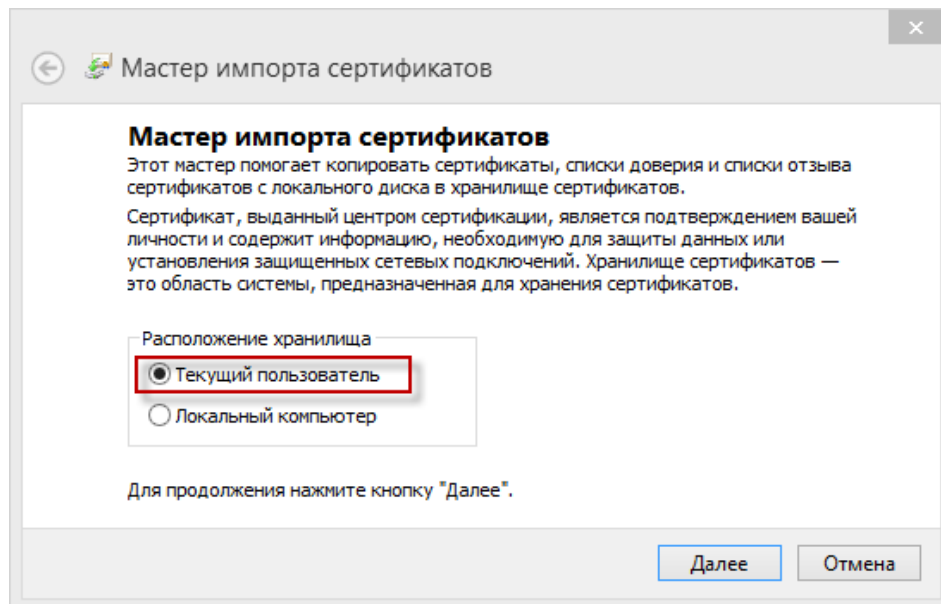 Мастер импорта сертификатов
Мастер импорта сертификатов
Этот мастер помогает копировать сертификаты, списки доверия и списки отзыва
сертификатов с локального диска в хранилище сертификатов.
Сертификат, выданный центром сертификации, является подтверждением вашей
личности и содержит информацию, необходимую для защиты данных или
установления защищенных сетевых подключений. Хранилище сертификатов —
это область системы, предназначенная для хранения сертификатов.
Расположение хранилища
Текущий пользователь
Локальный компьютер
Для продолжения нажмите кнопку "Далее".
Далее Отмена